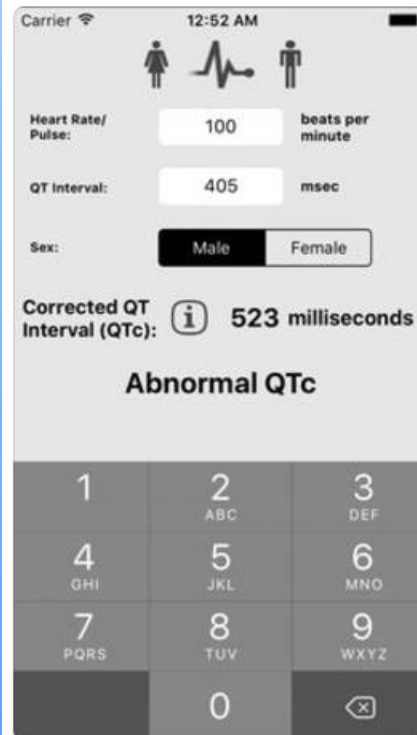 Carrier 12:52 AM
Heart Rate/
Pulse:
100
beats per
minute
QT Interval:
405
msec
Sex:
Male
Female
Corrected QT
Interval (QTc):
i
523 milliseconds
Abnormal QTc
1 2 3
ABC DEF
4 5 6
GHI JKL MNO
7 8 9
PQRS TUV WXYZ
0